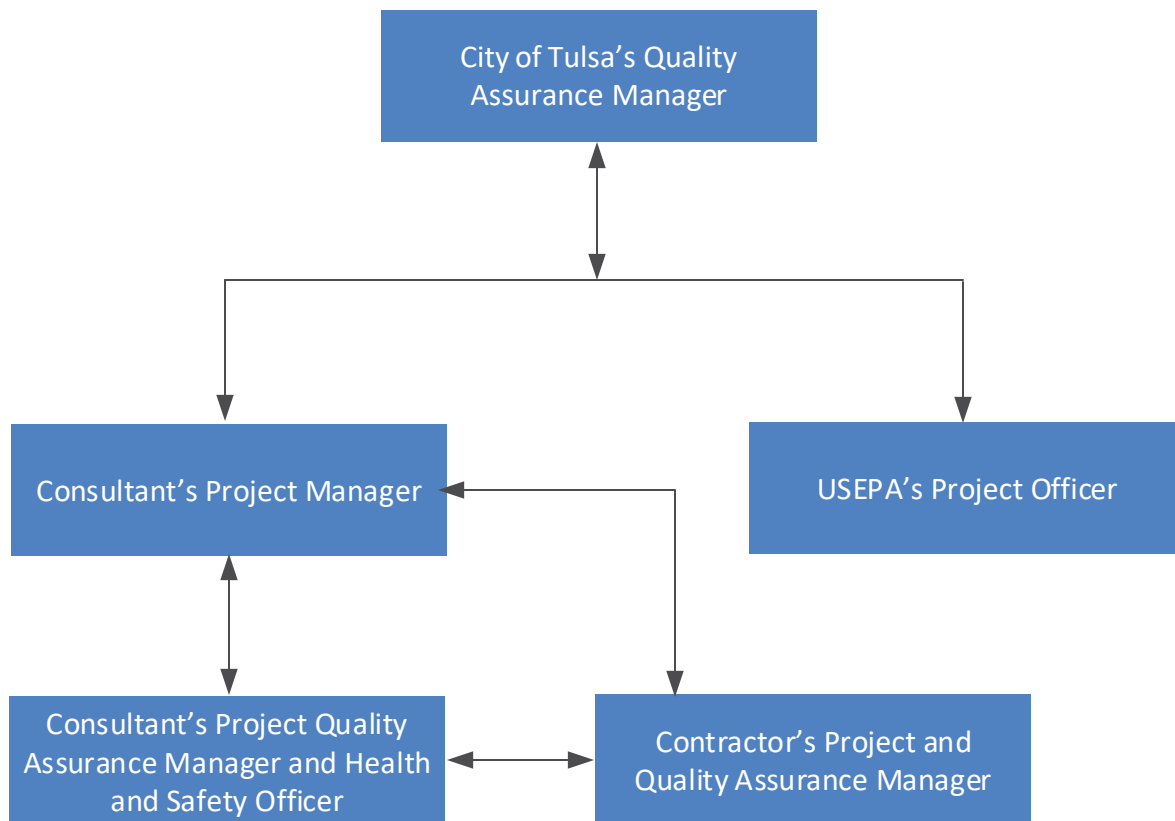 City of Tulsa’s Quality
Assurance Manager
Consultant’s Project Manager
USEPA’s Project Officer
Consultant’s Project Quality
Assurance Manager and Health
and Safety Officer
Contractor’s Project and
Quality Assurance Manager